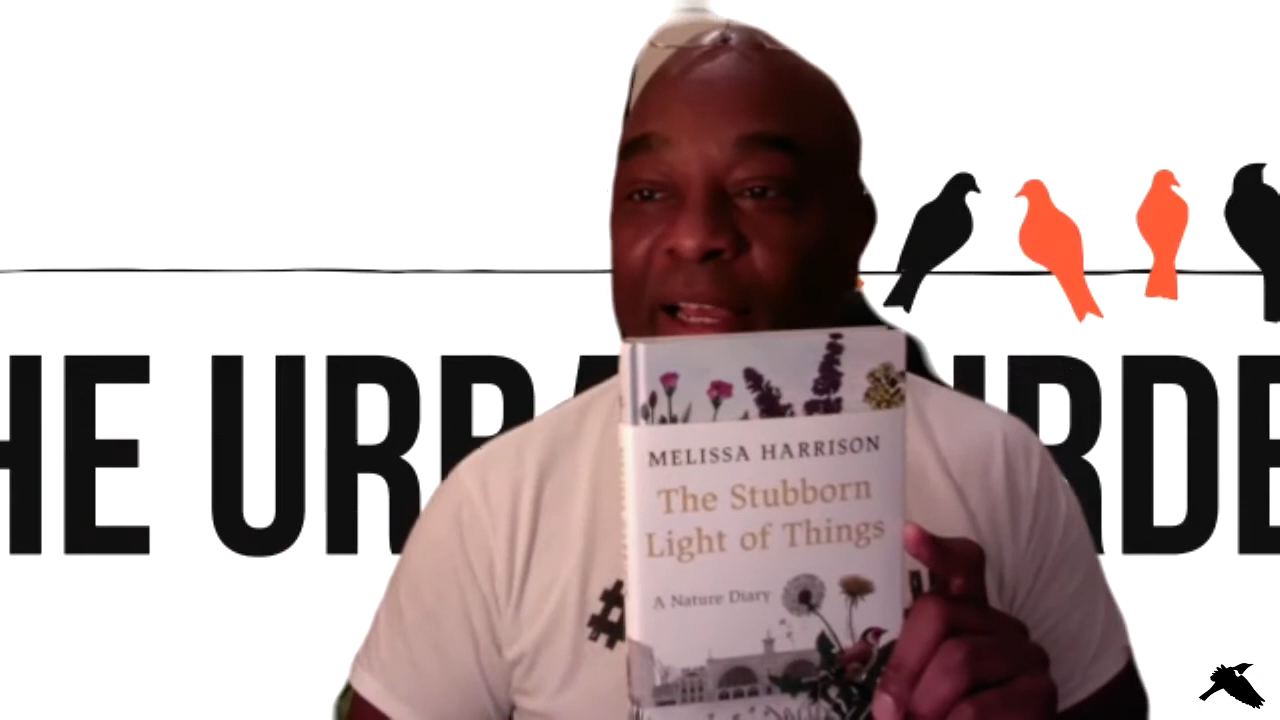 HE URB IRDE
MELISSA HARRISON
The Stubborn
Light of Things
A Nature Diary
#